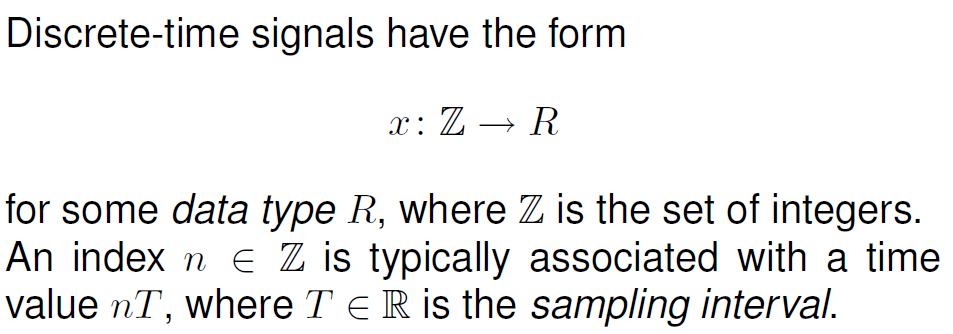 Discrete-time signals have the form
x: ℤ → R
for some data type R, where ℤ is the set of integers.
An index n ∈ ℤ is typically associated with a time
value nT, where T ∈ ℝ is the sampling interval.